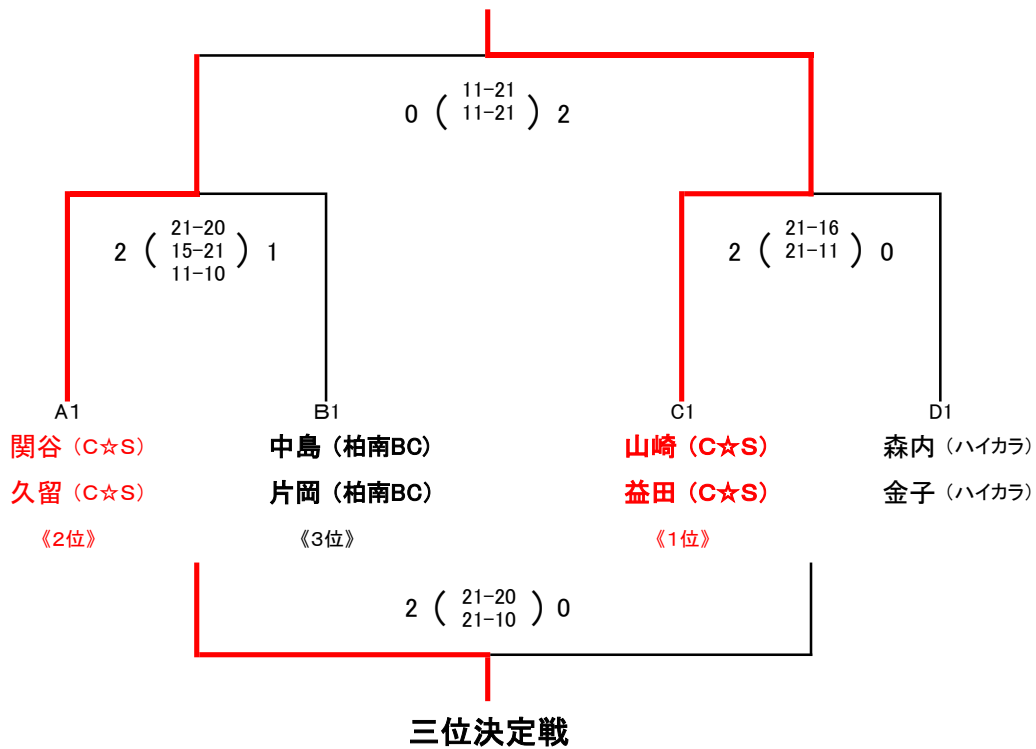 11-21
0 ( 11-21 ) 2
21-20
2 ( 15-21 ) 1
11-10
21-16
2 ( 21-11 ) 0
A1
B1
C1
D1
関谷（C☆S）
中島（柏南BC）
山崎（C☆S）
森内（ハイカラ）
久留（C☆S）
片岡（柏南BC）
益田（C☆S）
金子（ハイカラ）
《2位》
《3位》
《1位》
21-20
2 ( 21-10 ) 0
三位決定戦